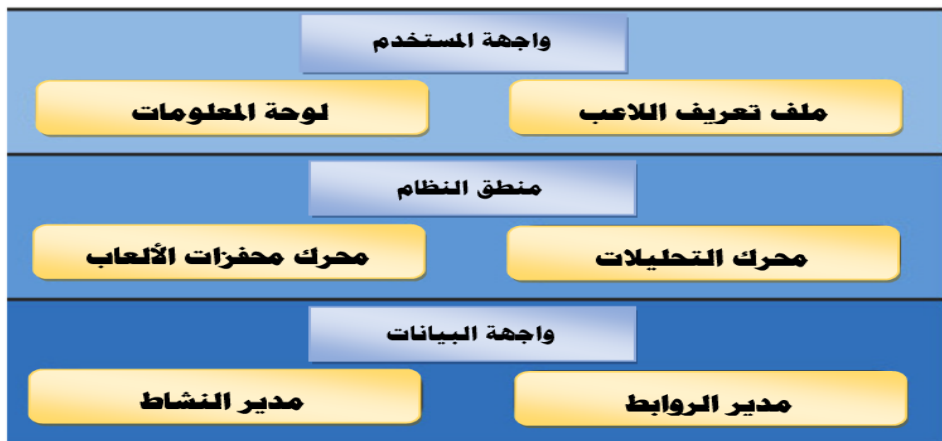 واجهة المستخدم
ملف تعريف اللاعب
لوحة المعلومات
منطق النظام
محرك التحليلات
محرك محفزات الألعاب
واجهة البيانات
مدير الروابط
مدير النشاط